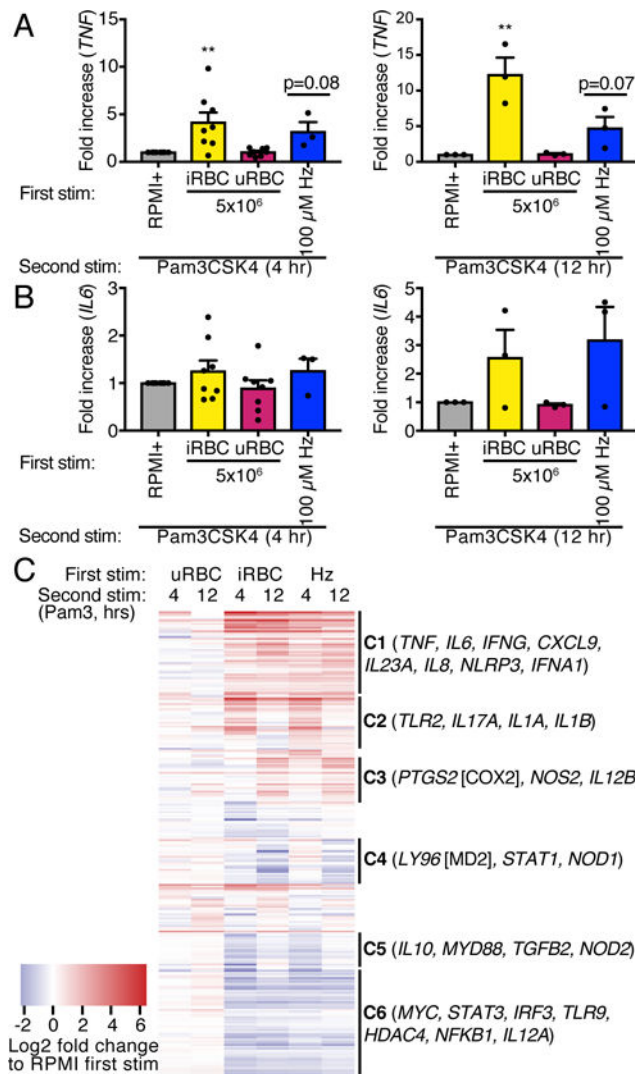 A
Fold increase (TNF)
20
15
10
5
0
**
p=0.08
RPMI+
iRBC uRBC
100 µM Hz
First stim:
5x10⁶
Second stim:
Pam3CSK4 (4 hr)
Fold increase (TNF)
20
15
10
5
0
**
p=0.07
RPMI+
iRBC uRBC
100 µM Hz
5x10⁶
Pam3CSK4 (12 hr)
B
Fold increase (IL6)
3
2
1
0
RPMI+
iRBC uRBC
100 µM Hz
First stim:
5x10⁶
Second stim:
Pam3CSK4 (4 hr)
Fold increase (IL6)
5
4
3
2
1
0
RPMI+
iRBC uRBC
100 µM Hz
5x10⁶
Pam3CSK4 (12 hr)
C
First stim: uRBC iRBC Hz
Second stim: 4 12 4 12 4 12
(Pam3, hrs)
C1 (TNF, IL6, IFNG, CXCL9,
IL23A, IL8, NLRP3, IFNA1)
C2 (TLR2, IL17A, IL1A, IL1B)
C3 (PTGS2 [COX2], NOS2, IL12B
C4 (LY96 [MD2], STAT1, NOD1)
C5 (IL10, MYD88, TGFB2, NOD2)
C6 (MYC, STAT3, IRF3, TLR9,
HDAC4, NFKB1, IL12A)
-2 0 2 4 6
Log2 fold change
to RPMI first stim